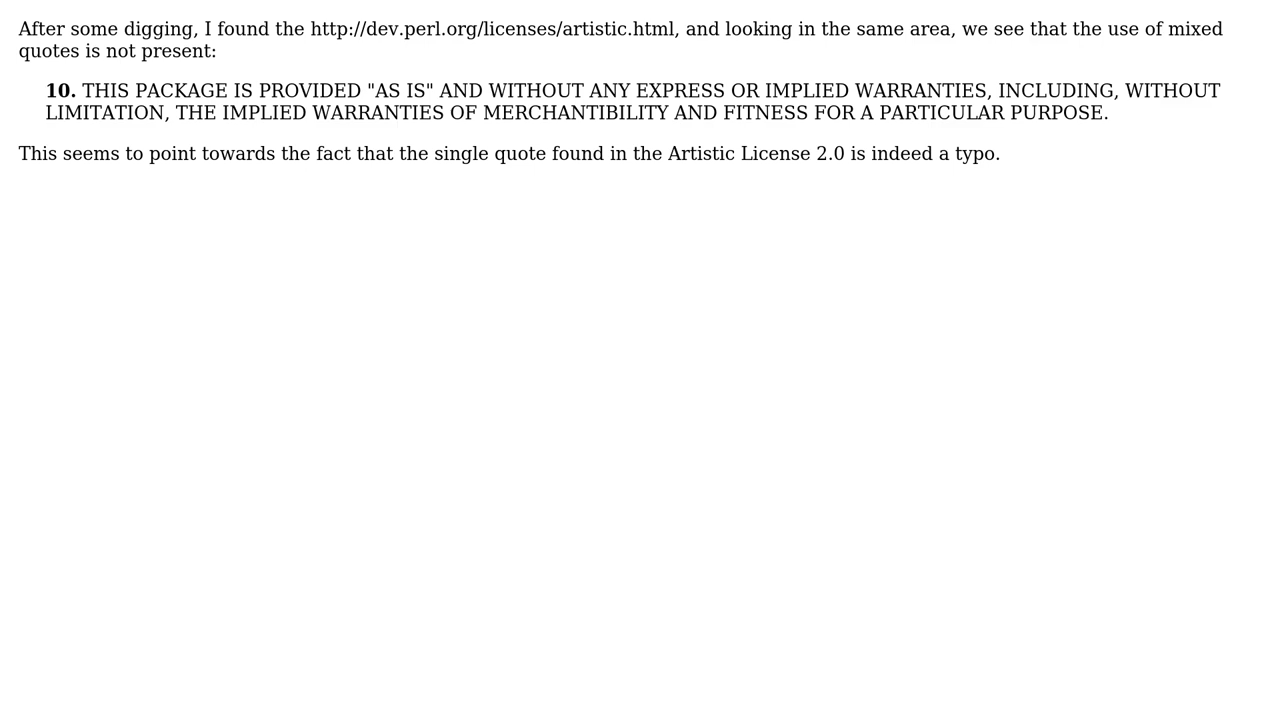 After some digging, I found the http://dev.perl.org/licenses/artistic.html, and looking in the same area, we see that the use of mixed
quotes is not present:
10. THIS PACKAGE IS PROVIDED "AS IS" AND WITHOUT ANY EXPRESS OR IMPLIED WARRANTIES, INCLUDING, WITHOUT
LIMITATION, THE IMPLIED WARRANTIES OF MERCHANTIBILITY AND FITNESS FOR A PARTICULAR PURPOSE.
This seems to point towards the fact that the single quote found in the Artistic License 2.0 is indeed a typo.